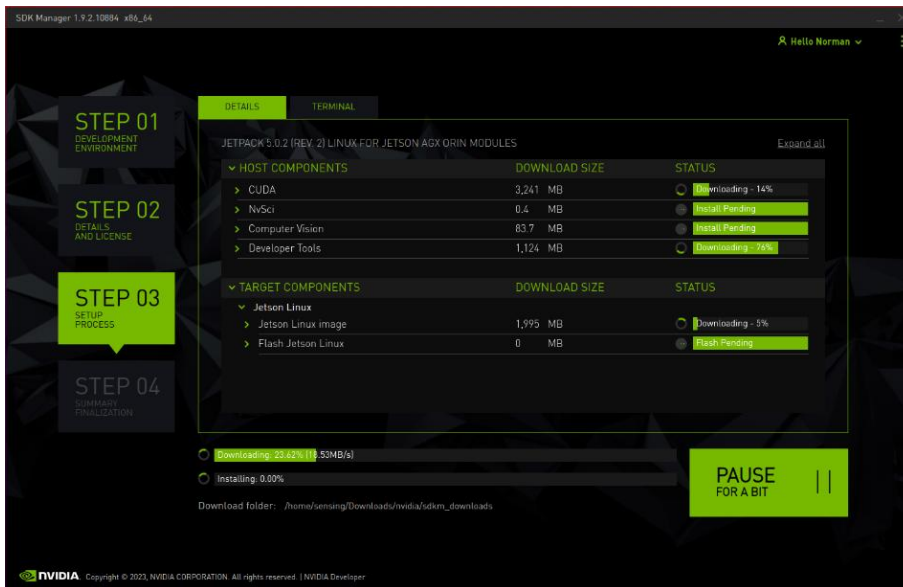 SDK Manager 1.9.2.10884 x86_64
Hello Norman
STEP 01
DEVELOPMENT
ENVIRONMENT
STEP 02
DETAILS
AND LICENSE
STEP 03
SETUP
PROCESS
STEP 04
SUMMARY
FINALIZATION
DETAILS TERMINAL
JETPACK 5.0.2 (REV. 2) LINUX FOR JETSON AGX ORIN MODULES Expand all
HOST COMPONENTS DOWNLOAD SIZE STATUS
CUDA 3,241 MB Downloading - 14%
NvSci 0.4 MB Install Pending
Computer Vision 83.7 MB Install Pending
Developer Tools 1,124 MB Downloading - 76%
TARGET COMPONENTS DOWNLOAD SIZE STATUS
Jetson Linux
Jetson Linux image 1,995 MB Downloading - 5%
Flash Jetson Linux 0 MB Flash Pending
Downloading: 23.62% (18.53MB/s)
Installing: 0.00%
Download folder: /home/sensing/Downloads/nvidia/sdkm_downloads
PAUSE
FOR A BIT
NVIDIA. Copyright © 2023, NVIDIA CORPORATION. All rights reserved. | NVIDIA Developer